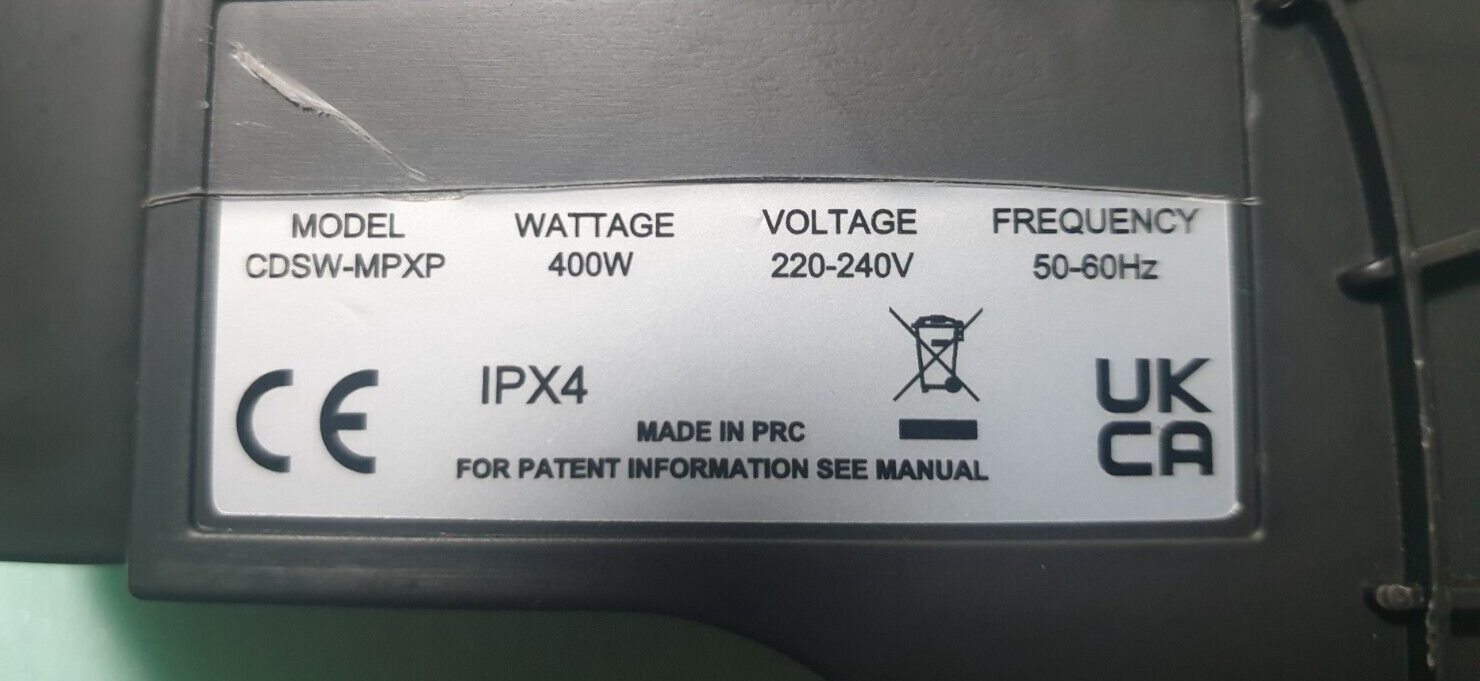 MODEL WATTAGE VOLTAGE FREQUENCY
CDSW-MPXP 400W 220-240V 50-60Hz
CE IPX4 UK
CA
MADE IN PRC
FOR PATENT INFORMATION SEE MANUAL